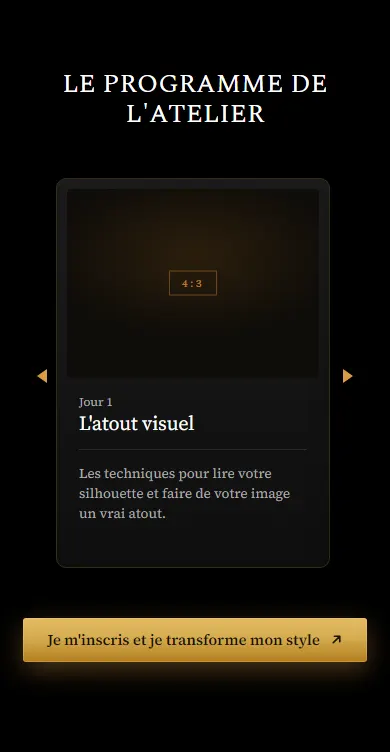 LE PROGRAMME DE
L'ATELIER
4:3
Jour 1
L'atout visuel
Les techniques pour lire votre
silhouette et faire de votre image
un vrai atout.
Je m'inscris et je transforme mon style